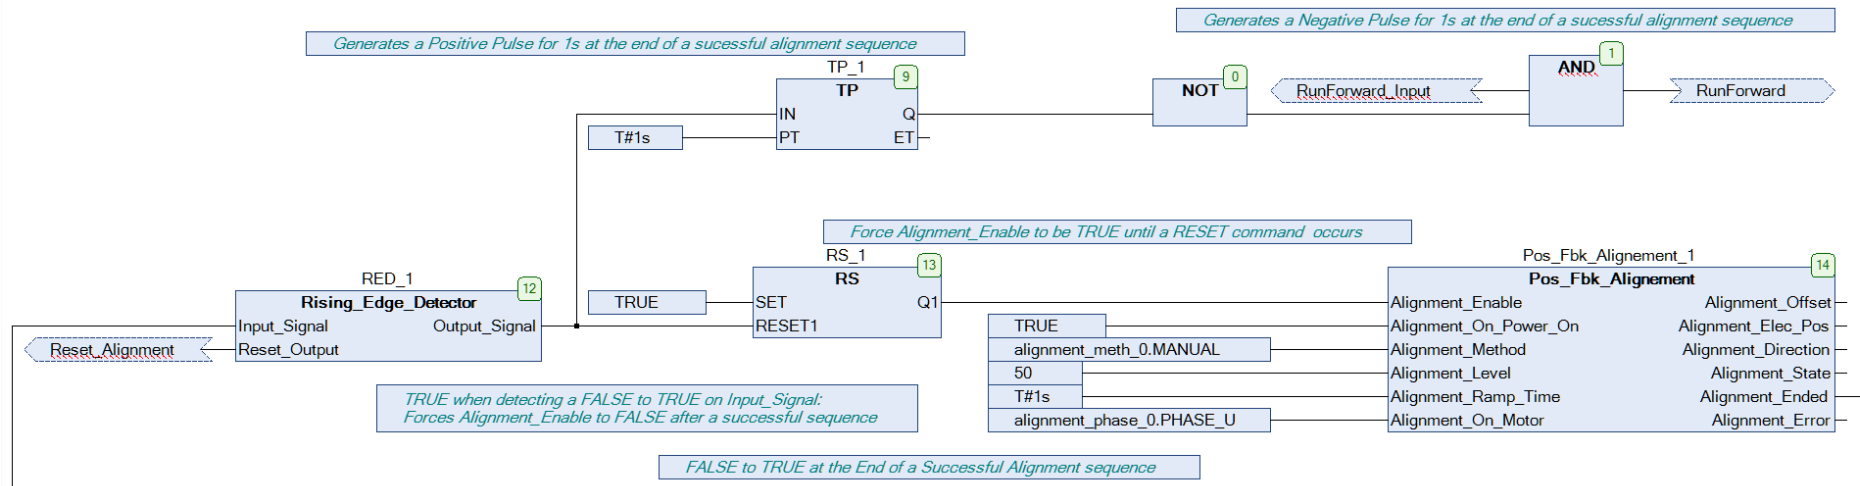 Generates a Negative Pulse for 1s at the end of a sucessful alignment sequence
Generates a Positive Pulse for 1s at the end of a sucessful alignment sequence
TP_1
9
TP
IN Q
T#1s PT ET
0
NOT
1
AND
RunForward_Input
RunForward
Force Alignment_Enable to be TRUE until a RESET command occurs
RED_1
12
Rising_Edge_Detector
Input_Signal Output_Signal
Reset_Alignment Reset_Output
RS_1
13
RS
TRUE SET Q1
RESET1
Pos_Fbk_Alignement_1
14
Pos_Fbk_Alignement
Alignment_Enable Alignment_Offset
TRUE Alignment_On_Power_On Alignment_Elec_Pos
alignment_meth_0.MANUAL Alignment_Method Alignment_Direction
50 Alignment_Level Alignment_State
T#1s Alignment_Ramp_Time Alignment_Ended
alignment_phase_0.PHASE_U Alignment_On_Motor Alignment_Error
TRUE when detecting a FALSE to TRUE on Input_Signal:
Forces Alignment_Enable to FALSE after a successful sequence
FALSE to TRUE at the End of a Successful Alignment sequence